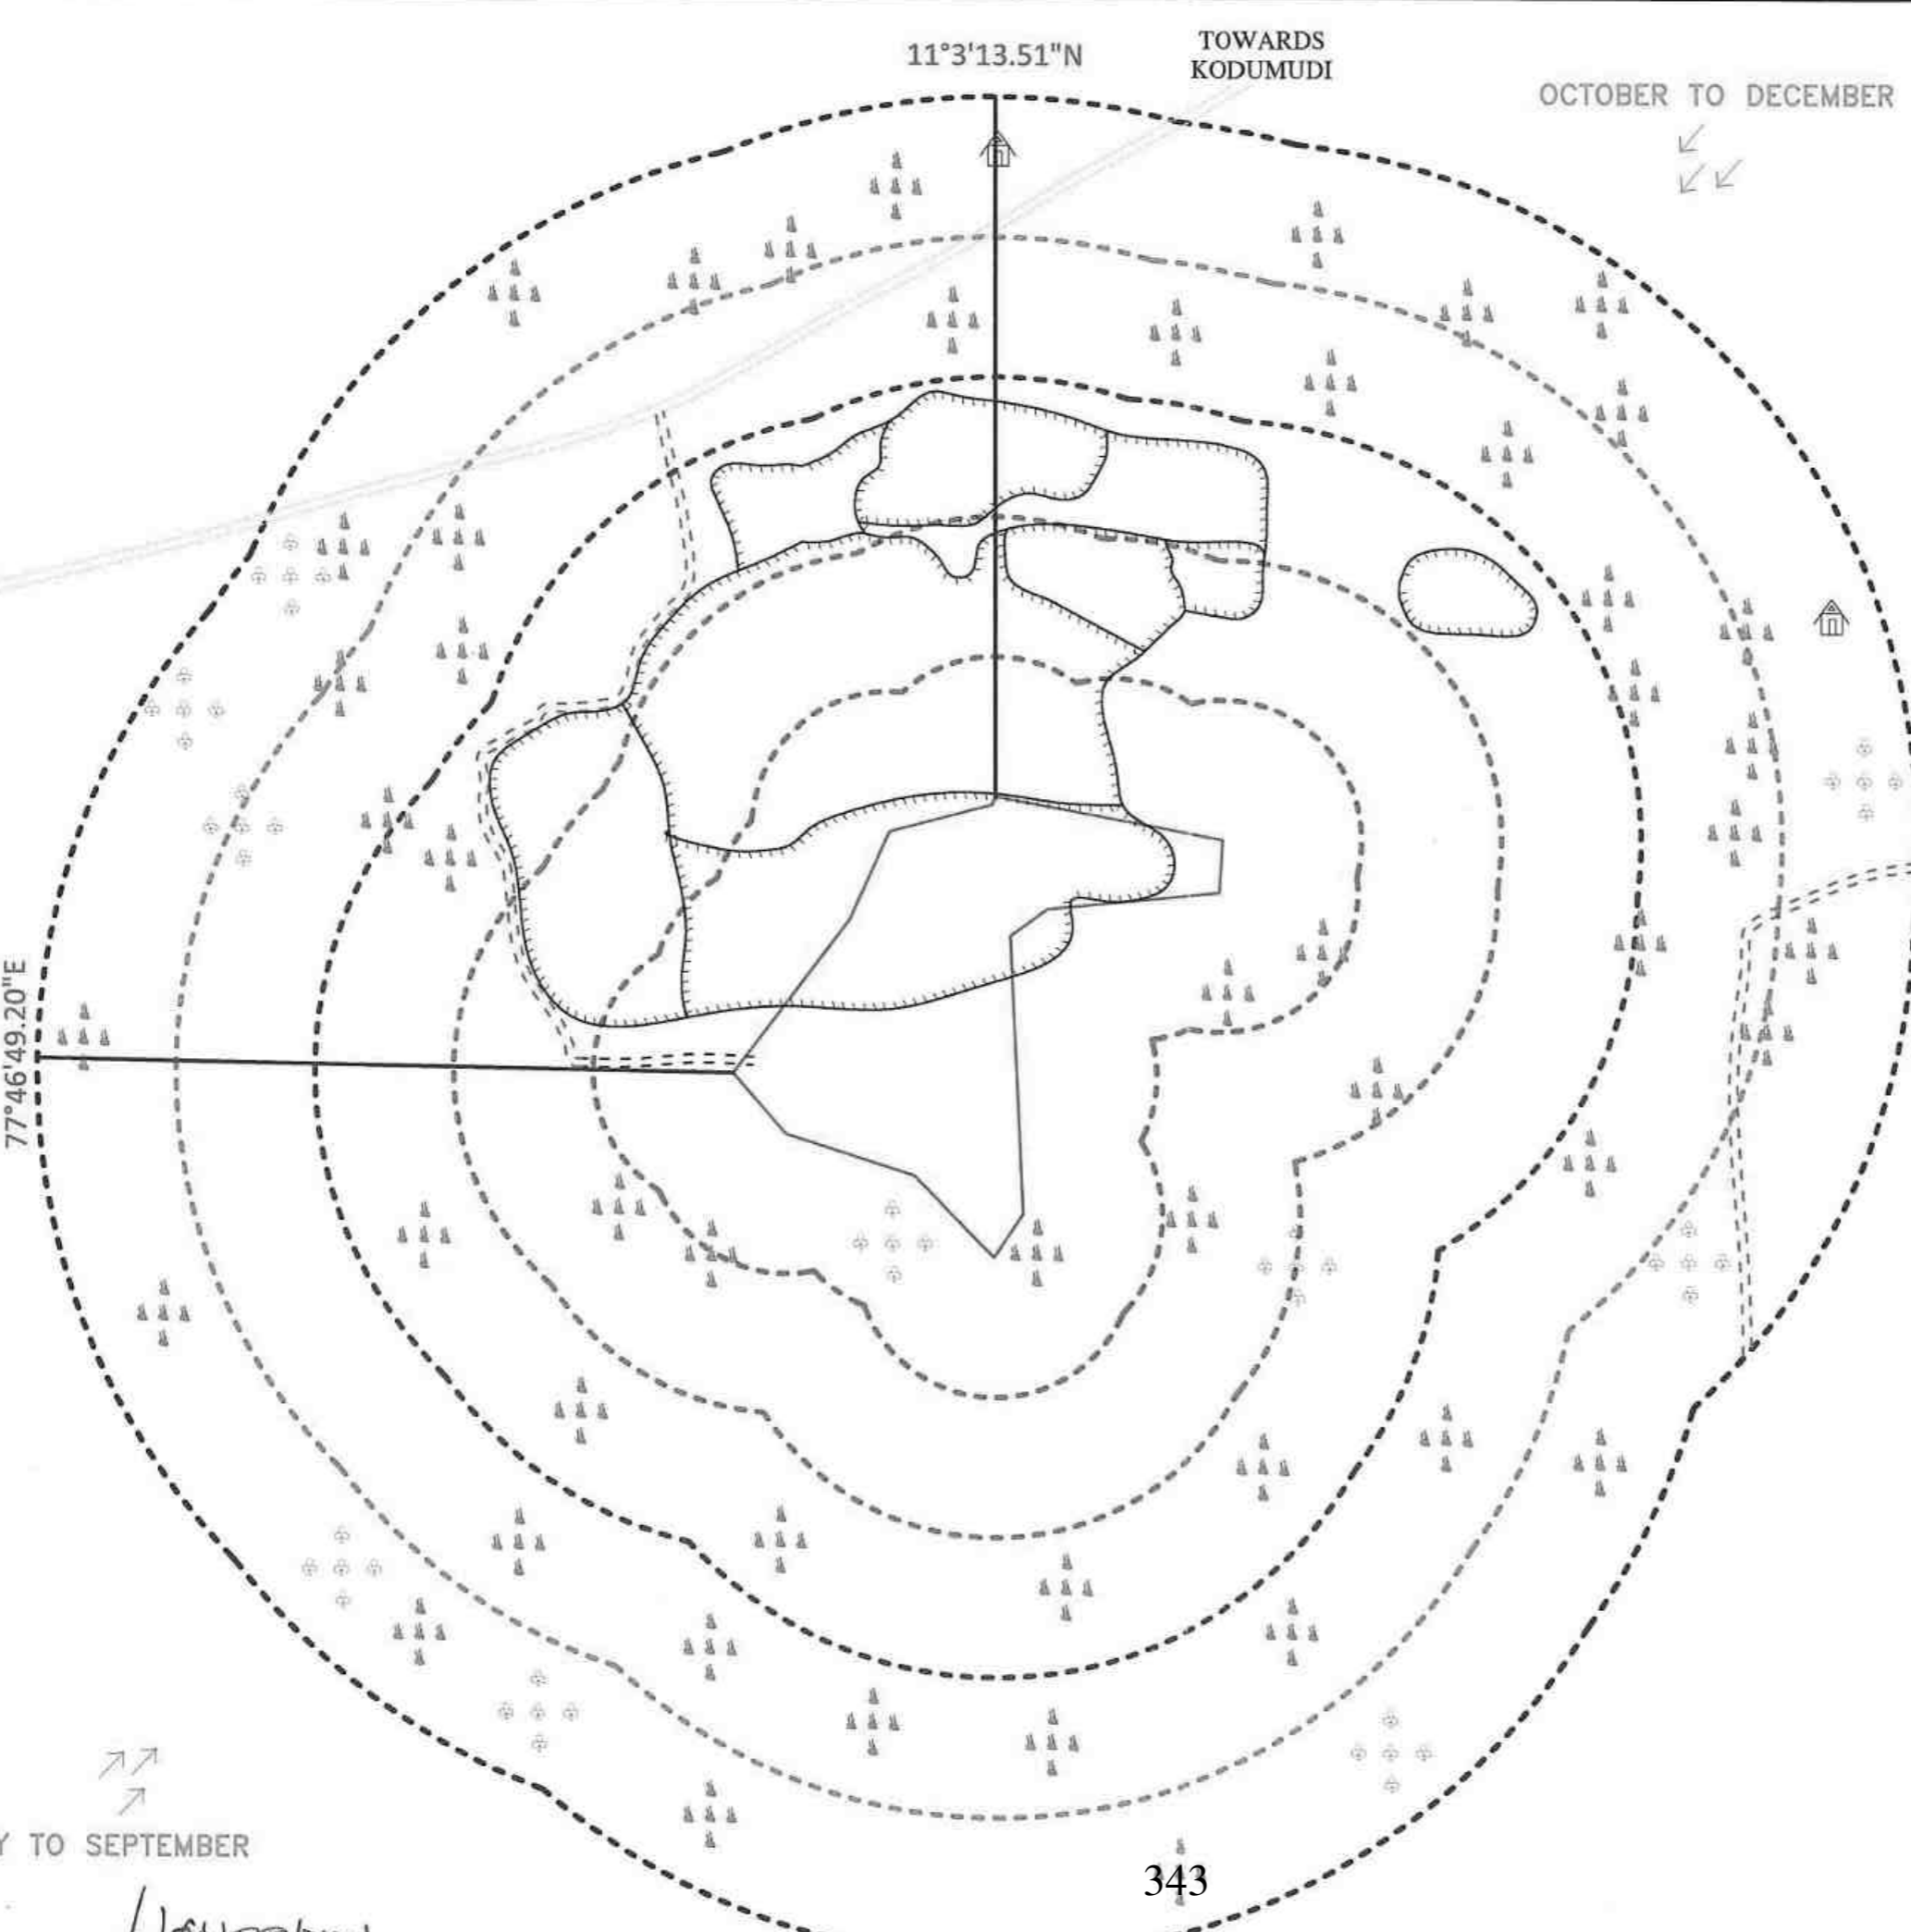 11°3'13.51"N
TOWARDS
KODUMUDI
OCTOBER TO DECEMBER
77°46'49.20"E
TO SEPTEMBER
343